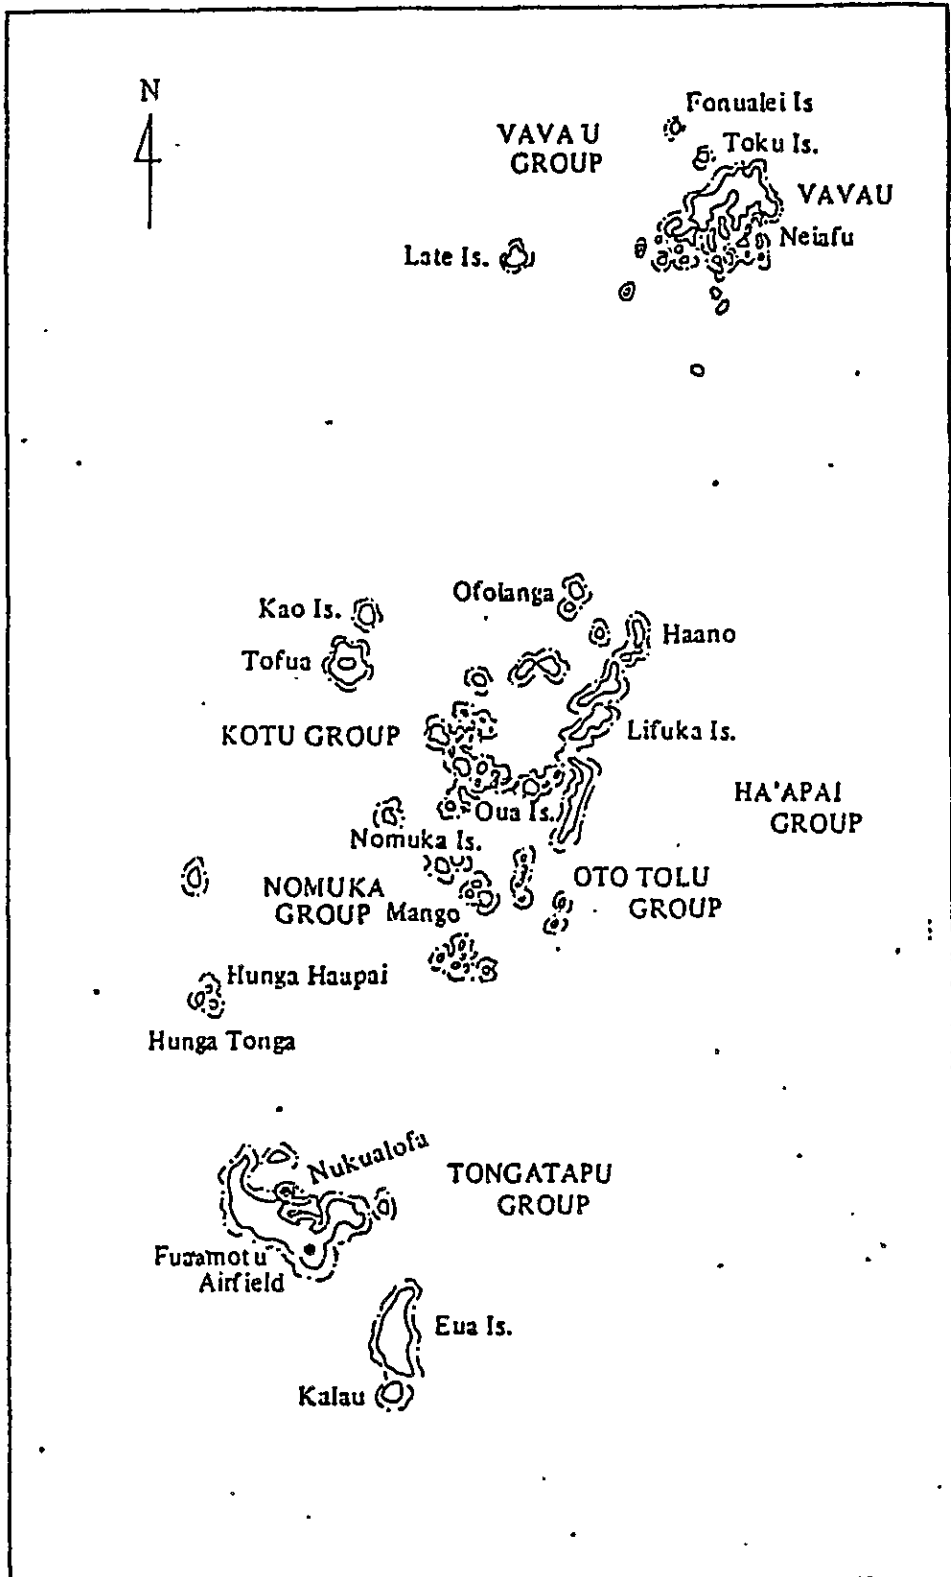 N
Fonualei Is
VAVA U
GROUP
Toku Is.
VAVAU
Neiafu
Late Is.
Ofolanga
Kao Is.
Haano
Tofua
KOTU GROUP
Lifuka Is.
HA'APAI
GROUP
Oua Is.
Nomuka Is.
NOMUKA
GROUP
OTO TOLU
GROUP
Mango
Hunga Haupai
Hunga Tonga
Nukualofa
TONGATAPU
GROUP
Fuaamotu
Airfield
Eua Is.
Kalau